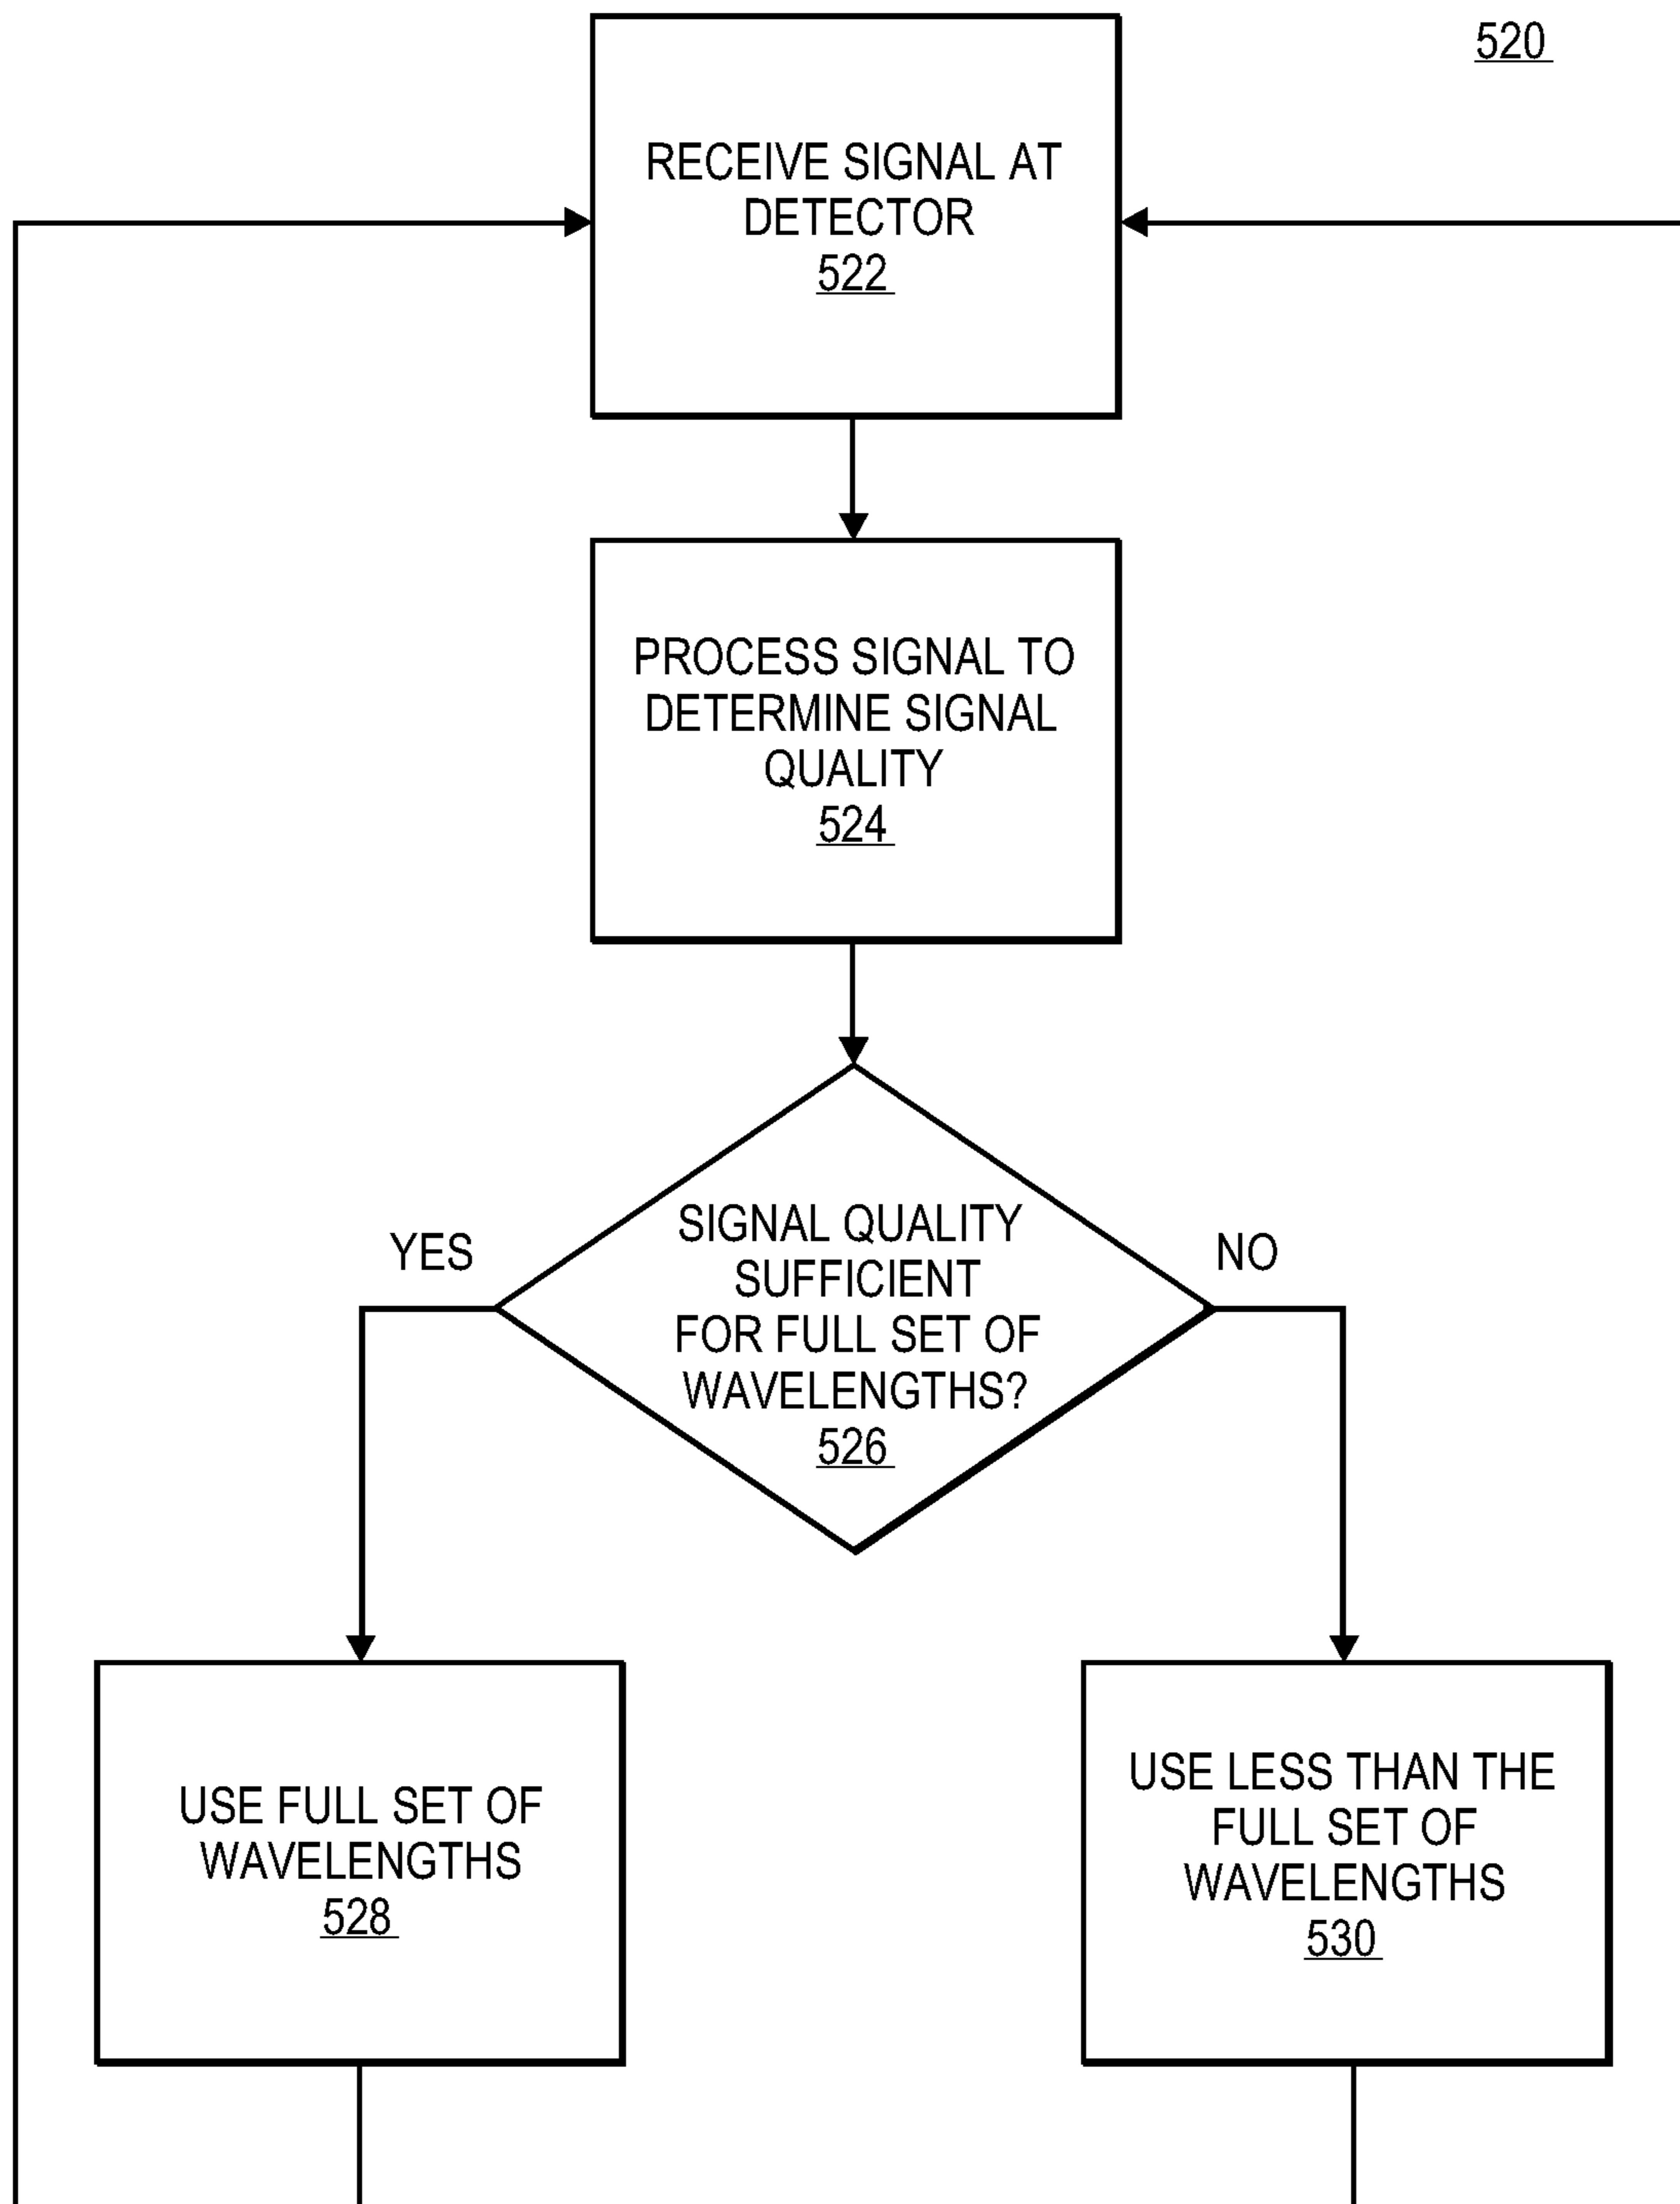 520
RECEIVE SIGNAL AT
DETECTOR
522
PROCESS SIGNAL TO
DETERMINE SIGNAL
QUALITY
524
SIGNAL QUALITY
SUFFICIENT
FOR FULL SET OF
WAVELENGTHS?
526
YES
NO
USE FULL SET OF
WAVELENGTHS
528
USE LESS THAN THE
FULL SET OF
WAVELENGTHS
530